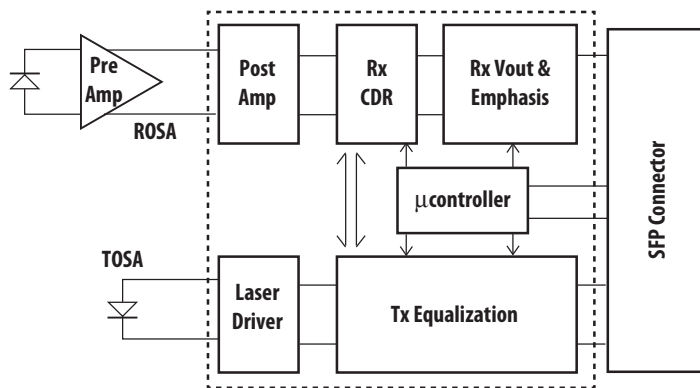 Pre
Amp
ROSA
Post
Amp
Rx
CDR
Rx Vout &
Emphasis
μcontroller
SFP Connector
TOSA
Laser
Driver
Tx Equalization